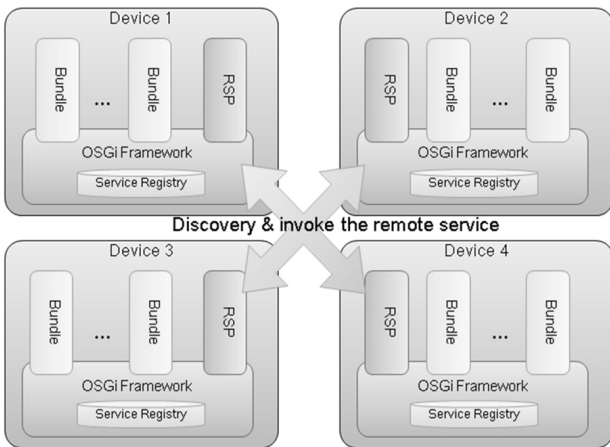 Device 1
Bundle ... Bundle RSP
OSGi Framework
Service Registry
Device 2
RSP Bundle ... Bundle
OSGi Framework
Service Registry
Discovery & invoke the remote service
Device 3
Bundle ... Bundle RSP
OSGi Framework
Service Registry
Device 4
RSP Bundle ... Bundle
OSGi Framework
Service Registry